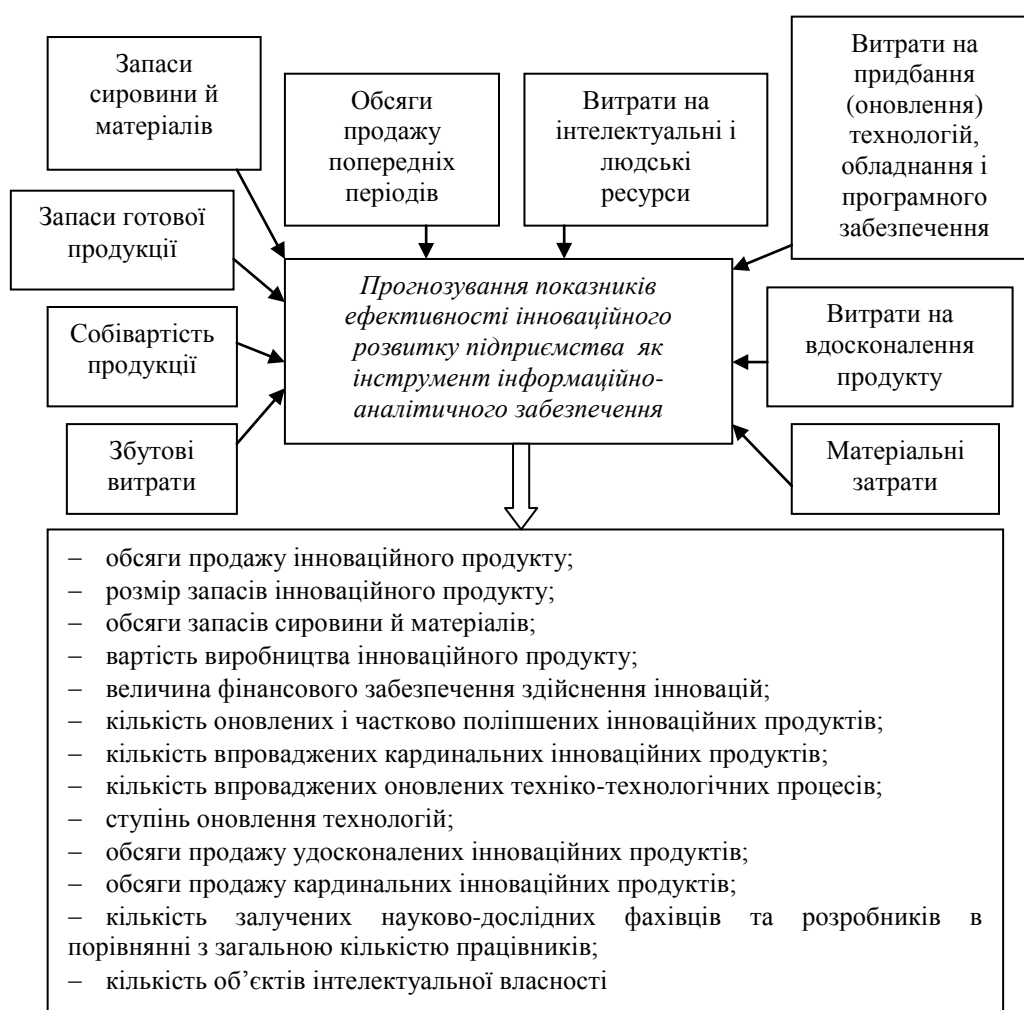 Запаси
сировини й
матеріалів
Обсяги
продажу
попередніх
періодів
Витрати на
інтелектуальні і
людські
ресурси
Витрати на
придбання
(оновлення)
технологій,
обладнання і
програмного
забезпечення
Запаси готової
продукції
Собівартість
продукції
Збутові
витрати
Прогнозування показників
ефективності інноваційного
розвитку підприємства як
інструмент інформаційно-
аналітичного забезпечення
Витрати на
вдосконалення
продукту
Матеріальні
затрати
– обсяги продажу інноваційного продукту;
– розмір запасів інноваційного продукту;
– обсяги запасів сировини й матеріалів;
– вартість виробництва інноваційного продукту;
– величина фінансового забезпечення здійснення інновацій;
– кількість оновлених і частково поліпшених інноваційних продуктів;
– кількість впроваджених кардинальних інноваційних продуктів;
– кількість впроваджених оновлених техніко-технологічних процесів;
– ступінь оновлення технологій;
– обсяги продажу удосконалених інноваційних продуктів;
– обсяги продажу кардинальних інноваційних продуктів;
– кількість залучених науково-дослідних фахівців та розробників в
порівнянні з загальною кількістю працівників;
– кількість об’єктів інтелектуальної власності